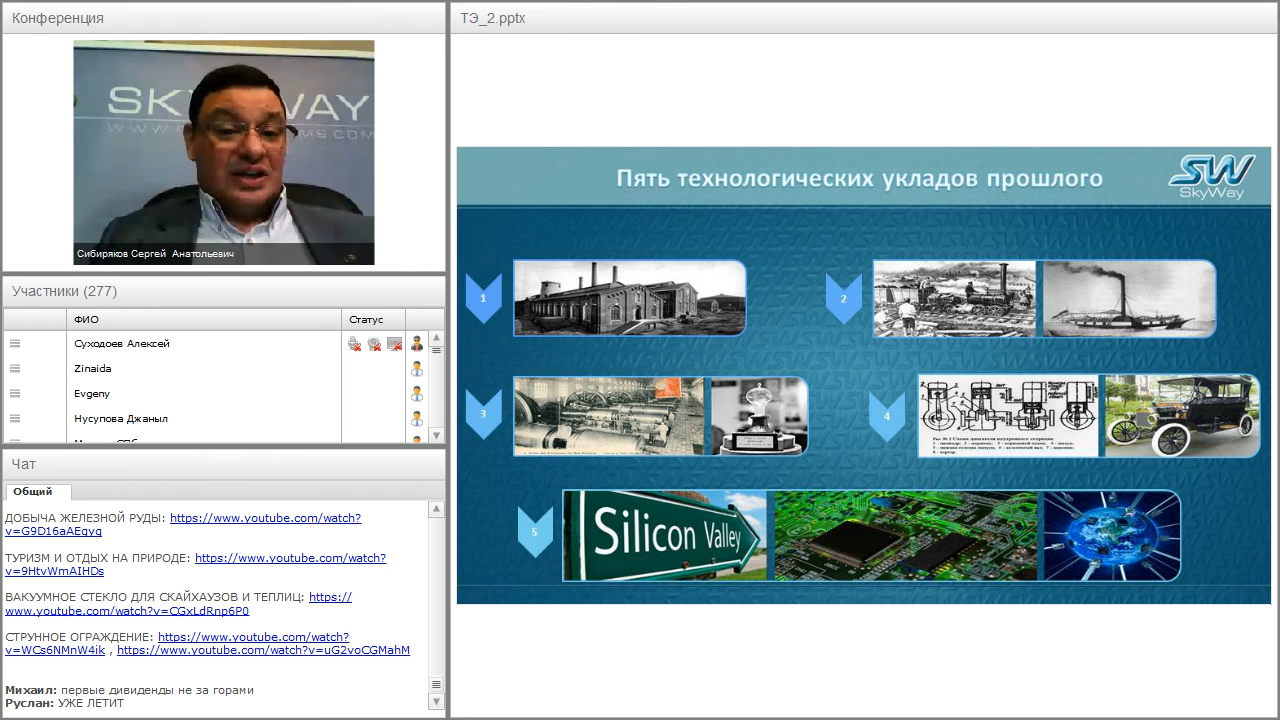 Конференция
SKYWAY
Сибиряков Сергей Анатольевич
Участники (277)
ФИО
Статус
Суходоев Алексей
Zinaida
Evgeny
Нусупова Джаныл
Чат
Общий
ДОБЫЧА ЖЕЛЕЗНОЙ РУДЫ: https://www.youtube.com/watch?
v=G9D16aAEqyg
ТУРИЗМ И ОТДЫХ НА ПРИРОДЕ: https://www.youtube.com/watch?
v=9HtvWmAIHDs
ВАКУУМНОЕ СТЕКЛО ДЛЯ СКАЙХАУЗОВ И ТЕПЛИЦ: https://
www.youtube.com/watch?v=CGxLdRnp6P0
СТРУННОЕ ОГРАЖДЕНИЕ: https://www.youtube.com/watch?
v=WCs6NMnW4ik , https://www.youtube.com/watch?v=uG2voCGMahM
Михаил: первые дивиденды не за горами
Руслан: УЖЕ ЛЕТИТ
ТЭ_2.pptx
Пять технологических укладов прошлого
SW
SkyWay
1
2
3
4
5
Silicon Valley